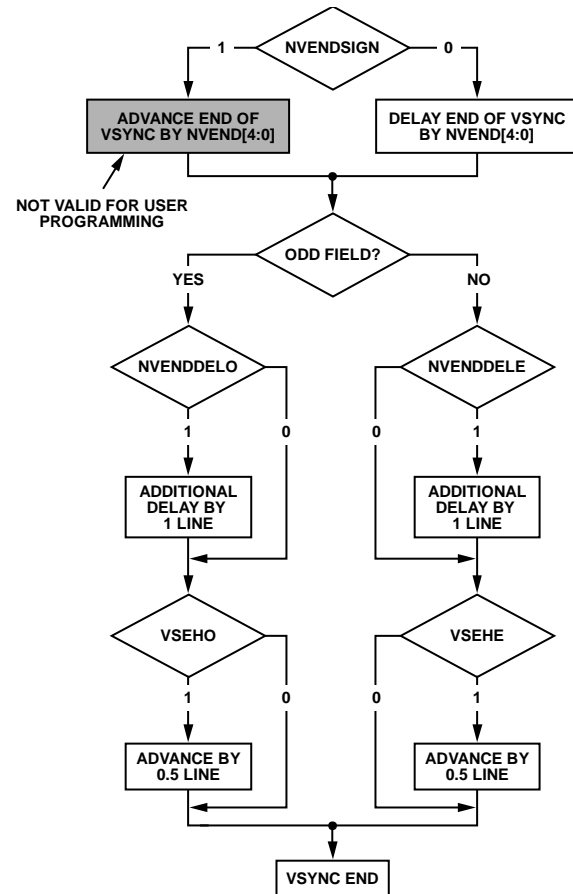 NVENDSIGN
1
0
ADVANCE END OF
VSYNC BY NVEND[4:0]
DELAY END OF VSYNC
BY NVEND[4:0]
NOT VALID FOR USER
PROGRAMMING
ODD FIELD?
YES
NO
NVENDDELO
NVENDDELE
1
0
0
1
ADDITIONAL
DELAY BY
1 LINE
ADDITIONAL
DELAY BY
1 LINE
VSEHO
VSEHE
1
0
0
1
ADVANCE BY
0.5 LINE
ADVANCE BY
0.5 LINE
VSYNC END